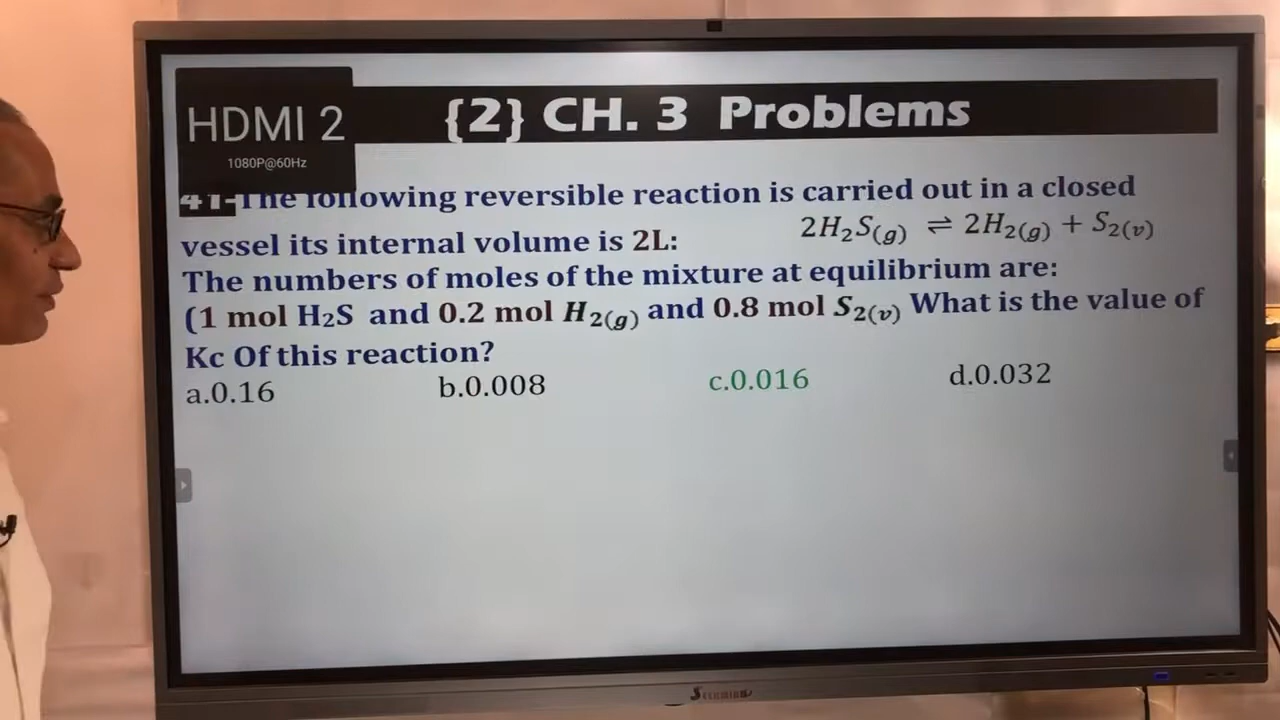 HDMI 2
1080P@60Hz
{2} CH. 3 Problems
41-The following reversible reaction is carried out in a closed
vessel its internal volume is 2L: 2H₂S₍g₎ ⇌ 2H₂₍g₎ + S₂₍v₎
The numbers of moles of the mixture at equilibrium are:
(1 mol H₂S and 0.2 mol H₂₍g₎ and 0.8 mol S₂₍v₎ What is the value of
Kc Of this reaction?
a.0.16 b.0.008 c.0.016 d.0.032